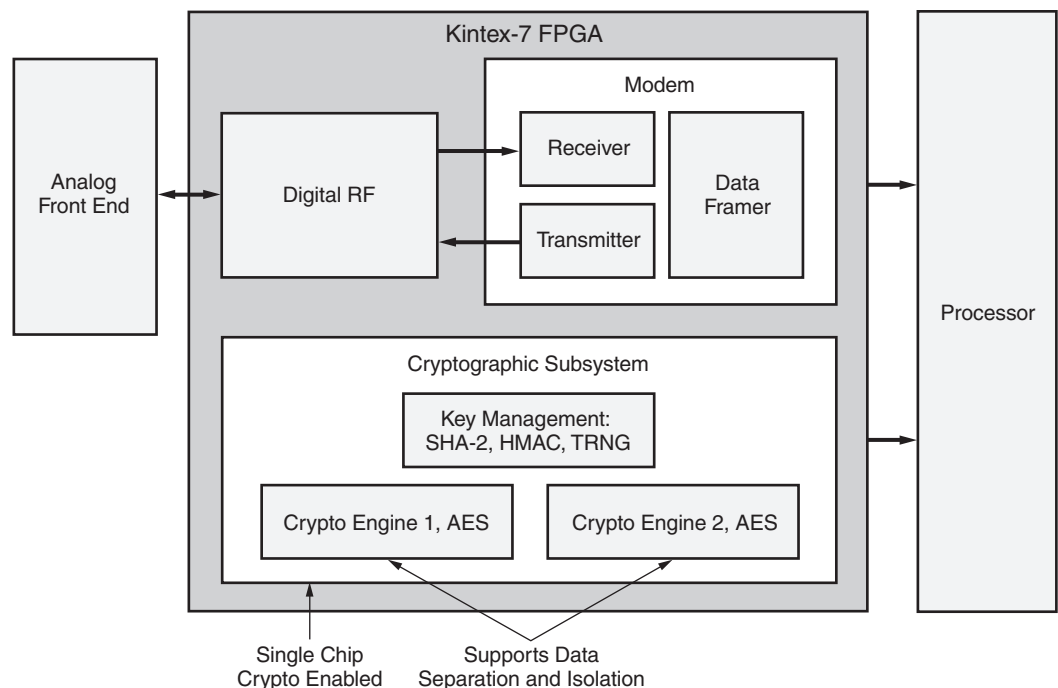 Kintex-7 FPGA
Analog
Front End
Digital RF
Modem
Receiver
Transmitter
Data
Framer
Processor
Cryptographic Subsystem
Key Management:
SHA-2, HMAC, TRNG
Crypto Engine 1, AES
Crypto Engine 2, AES
Single Chip
Crypto Enabled
Supports Data
Separation and Isolation